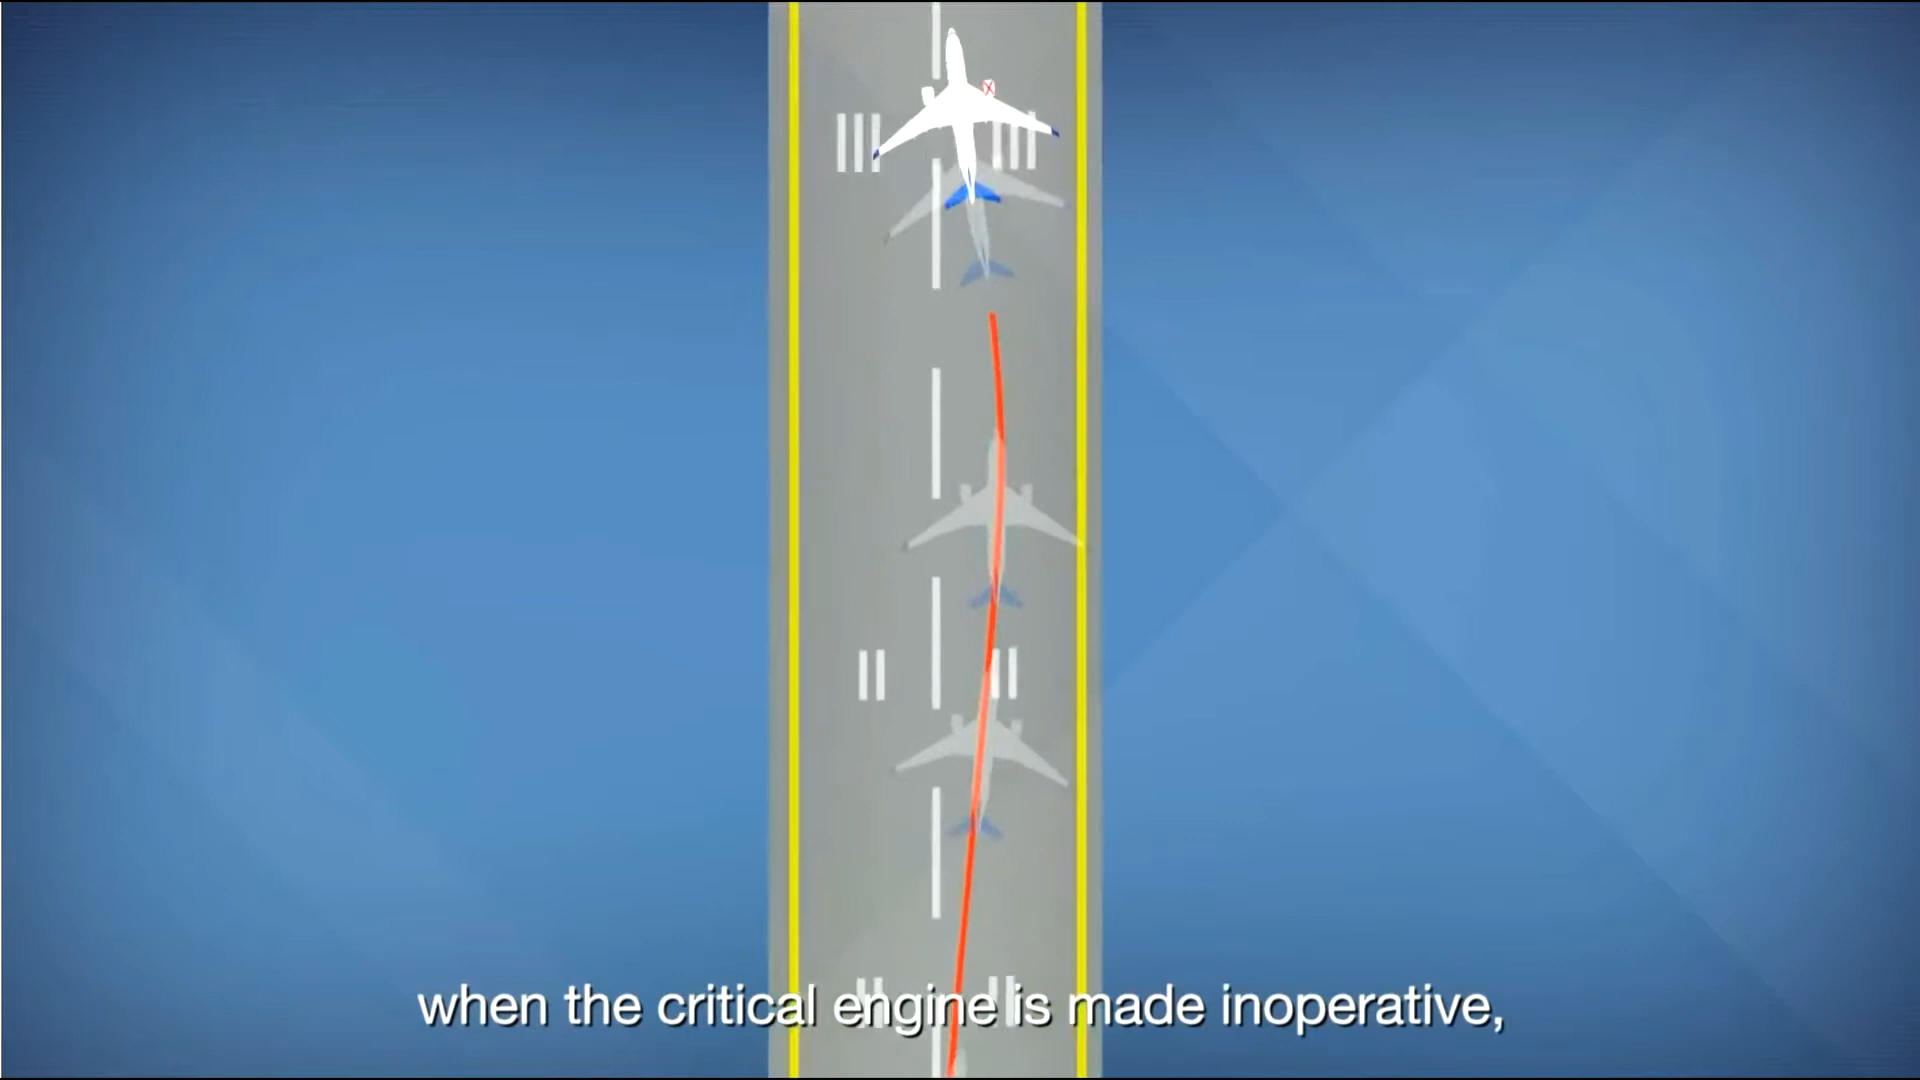 when the critical engine is made inoperative,